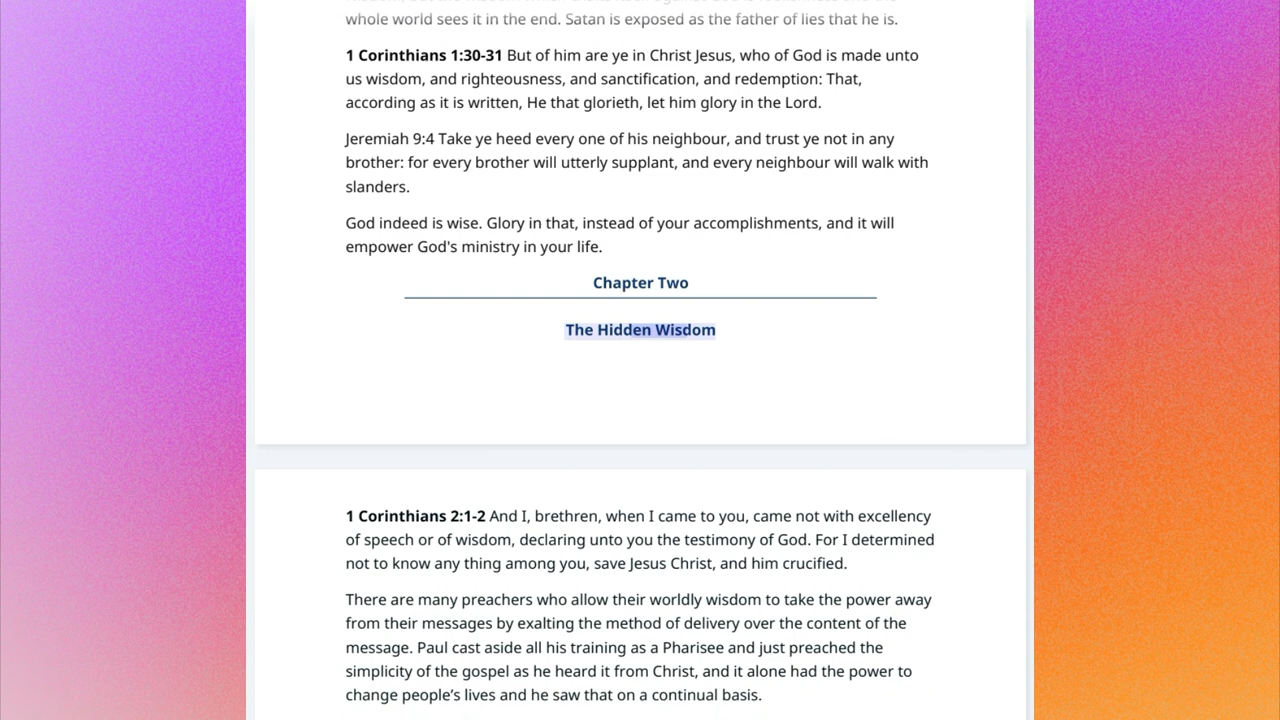 whole world sees it in the end. Satan is exposed as the father of lies that he is.
1 Corinthians 1:30-31 But of him are ye in Christ Jesus, who of God is made unto
us wisdom, and righteousness, and sanctification, and redemption: That,
according as it is written, He that glorieth, let him glory in the Lord.
Jeremiah 9:4 Take ye heed every one of his neighbour, and trust ye not in any
brother: for every brother will utterly supplant, and every neighbour will walk with
slanders.
God indeed is wise. Glory in that, instead of your accomplishments, and it will
empower God's ministry in your life.
Chapter Two
The Hidden Wisdom
1 Corinthians 2:1-2 And I, brethren, when I came to you, came not with excellency
of speech or of wisdom, declaring unto you the testimony of God. For I determined
not to know any thing among you, save Jesus Christ, and him crucified.
There are many preachers who allow their worldly wisdom to take the power away
from their messages by exalting the method of delivery over the content of the
message. Paul cast aside all his training as a Pharisee and just preached the
simplicity of the gospel as he heard it from Christ, and it alone had the power to
change people’s lives and he saw that on a continual basis.